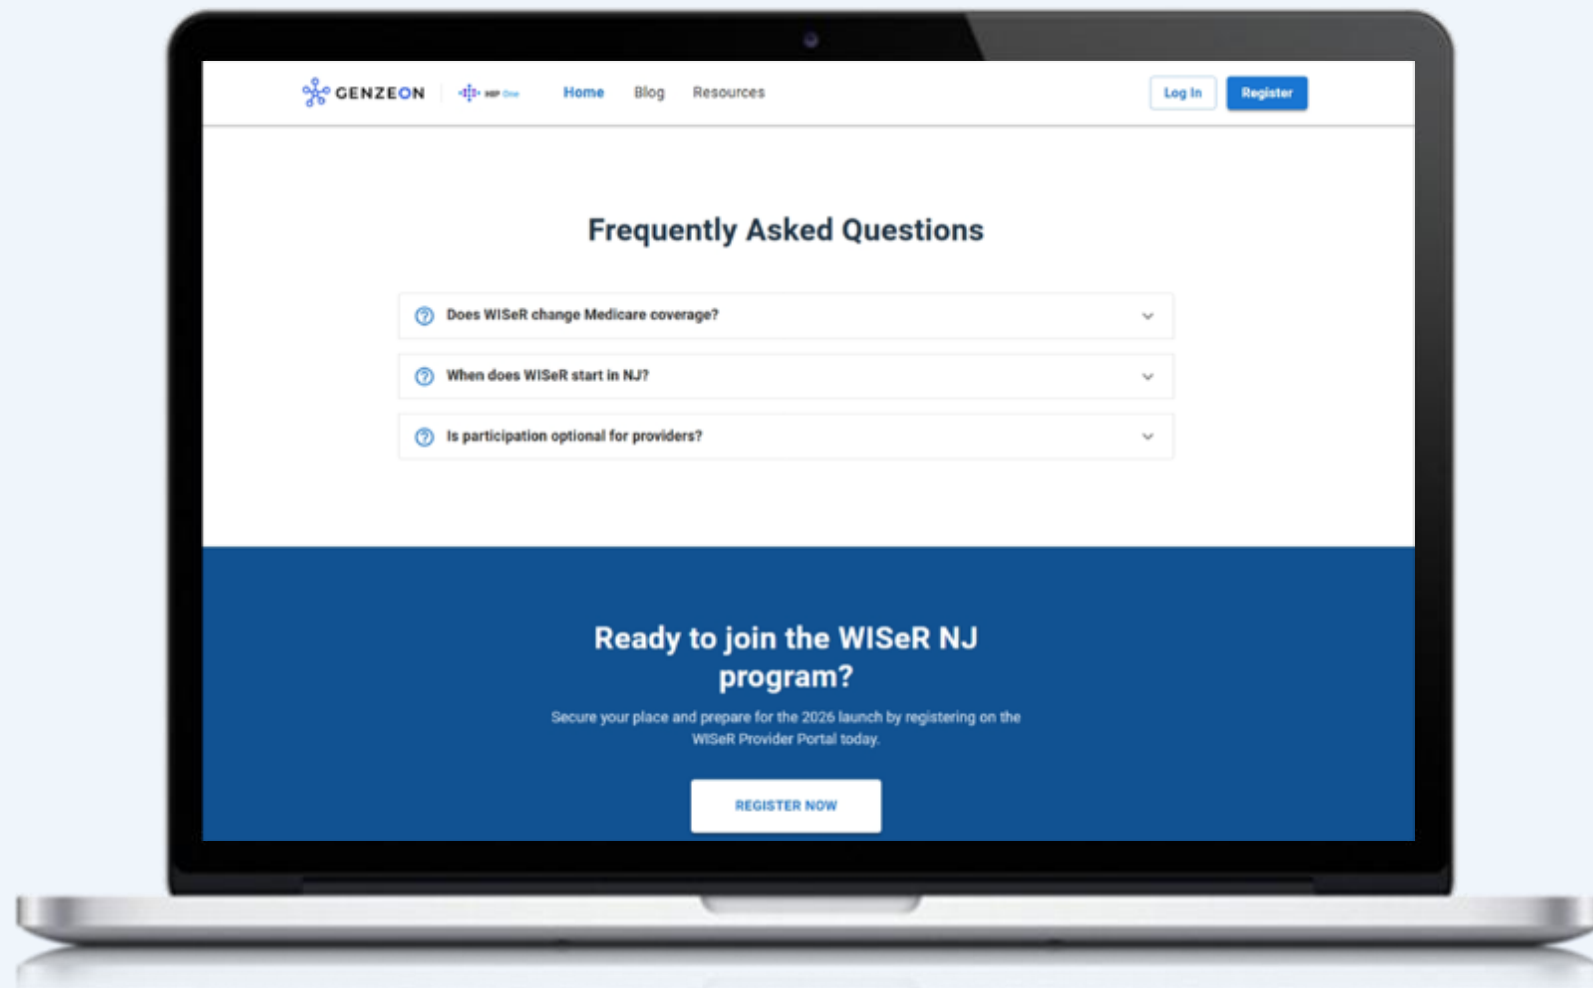 GENZEON HIP One Home Blog Resources Log In Register
Frequently Asked Questions
Does WISeR change Medicare coverage?
When does WISeR start in NJ?
Is participation optional for providers?
Ready to join the WISeR NJ
program?
Secure your place and prepare for the 2026 launch by registering on the
WISeR Provider Portal today.
REGISTER NOW